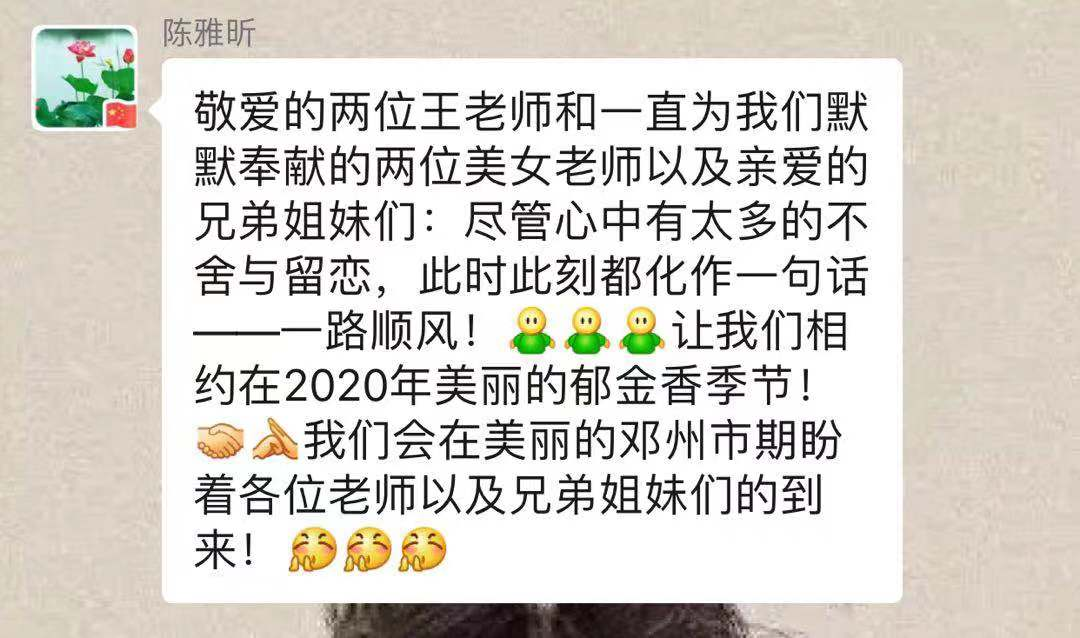 陈雅昕
敬爱的两位王老师和一直为我们默
默奉献的两位美女老师以及亲爱的
兄弟姐妹们：尽管心中有太多的不
舍与留恋，此时此刻都化作一句话
——一路顺风！让我们相
约在2020年美丽的郁金香季节！
我们会在美丽的邓州市期盼
着各位老师以及兄弟姐妹们的到
来！